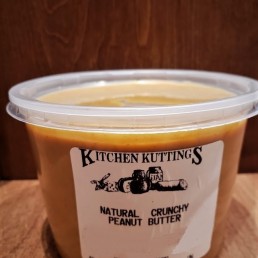 KITCHEN KUTTINGS
NATURAL CRUNCHY
PEANUT BUTTER